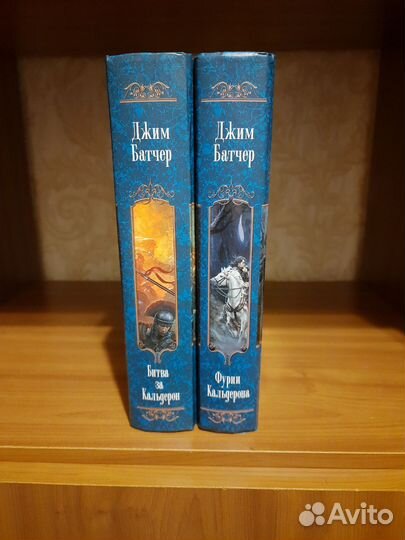 Джим
Батчер
Битва
за
Кальдерон
Джим
Батчер
Фурии
Кальдерона
Avito